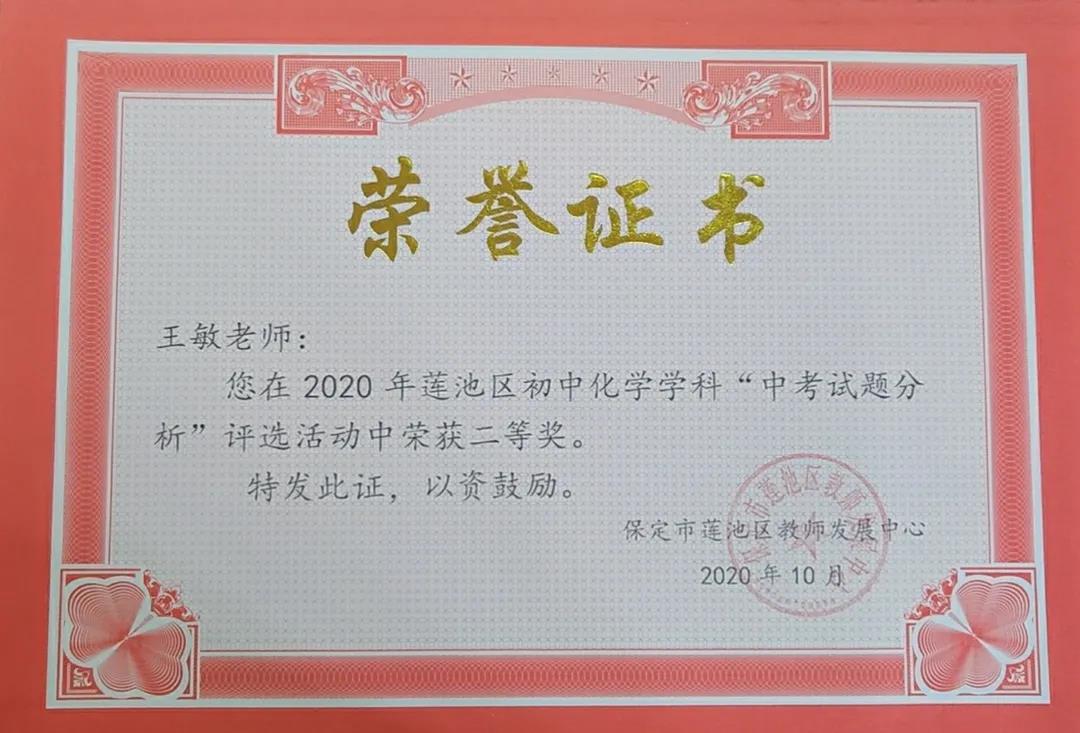 荣誉证书
王敏老师：
您在 2020 年莲池区初中化学学科“中考试题分
析”评选活动中荣获二等奖。
特发此证，以资鼓励。
保定市莲池区教师发展中心
2020 年 10 月